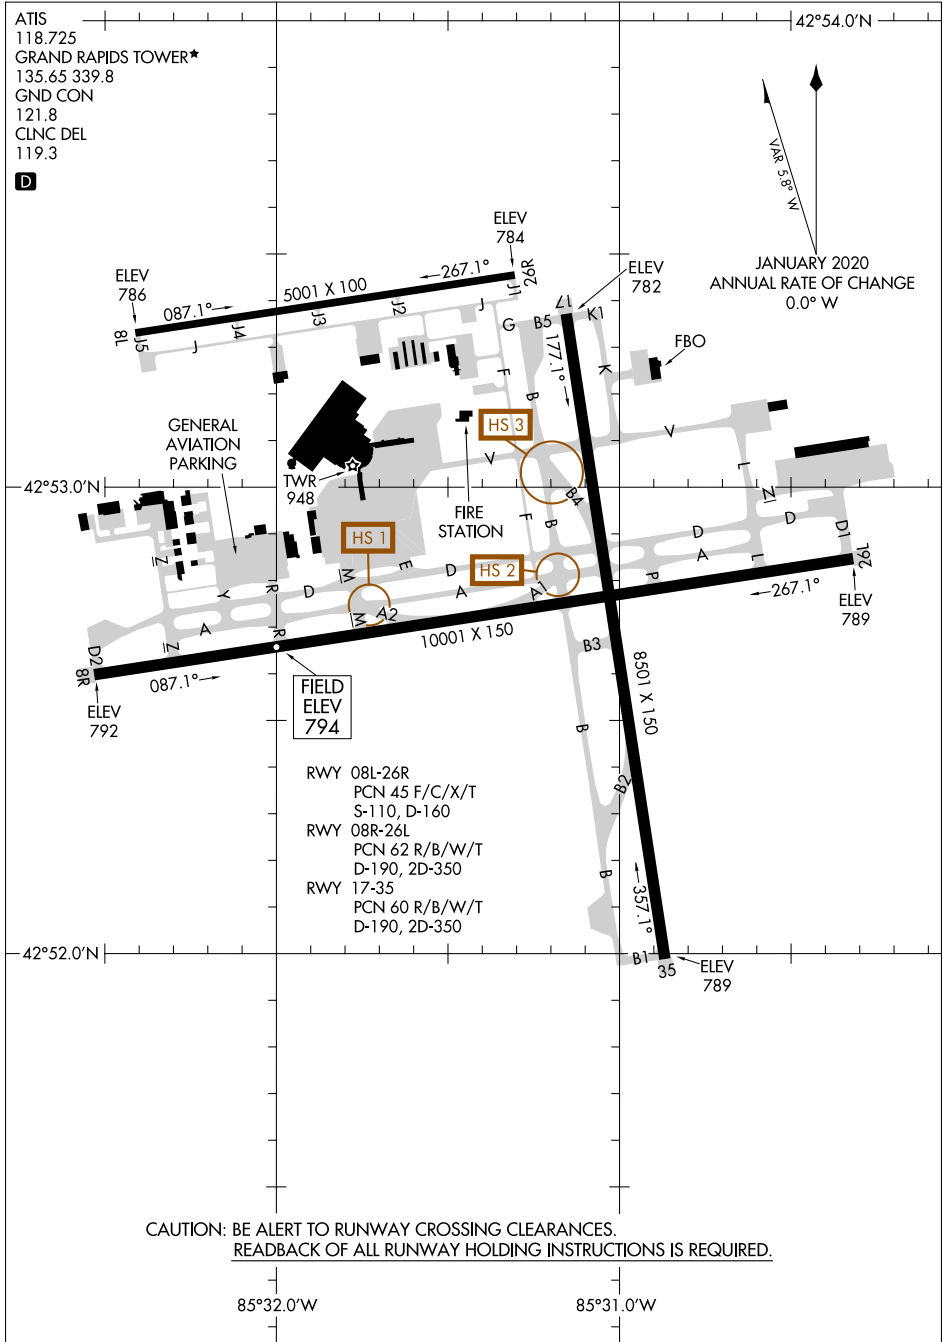 ATIS
118.725
GRAND RAPIDS TOWER★
135.65 339.8
GND CON
121.8
CLNC DEL
119.3
D
42°54.0'N
VAR 5.8° W
JANUARY 2020
ANNUAL RATE OF CHANGE
0.0° W
ELEV
784
ELEV
786
ELEV
782
087.1°
5001 X 100
267.1°
26R
8L
J5
J
J4
J3
J2
J
J1
17
G
B5
K1
177.1°
K
FBO
F
B
HS 3
V
GENERAL
AVIATION
PARKING
V
TWR
948
FIRE
STATION
B4
L
Z
42°53.0'N
HS 1
F
B
D
D
D1
Z
M
E
D
HS 2
A
L
26L
Y
R
D
A
A1
P
267.1°
ELEV
789
A
M
A2
Z
R
10001 X 150
B3
D2
8R
087.1°
ELEV
792
FIELD
ELEV
794
8501 X 150
B
RWY 08L-26R
PCN 45 F/C/X/T
S-110, D-160
RWY 08R-26L
PCN 62 R/B/W/T
D-190, 2D-350
RWY 17-35
PCN 60 R/B/W/T
D-190, 2D-350
B2
B
357.1°
42°52.0'N
B1
35
ELEV
789
CAUTION: BE ALERT TO RUNWAY CROSSING CLEARANCES.
READBACK OF ALL RUNWAY HOLDING INSTRUCTIONS IS REQUIRED.
85°32.0'W
85°31.0'W